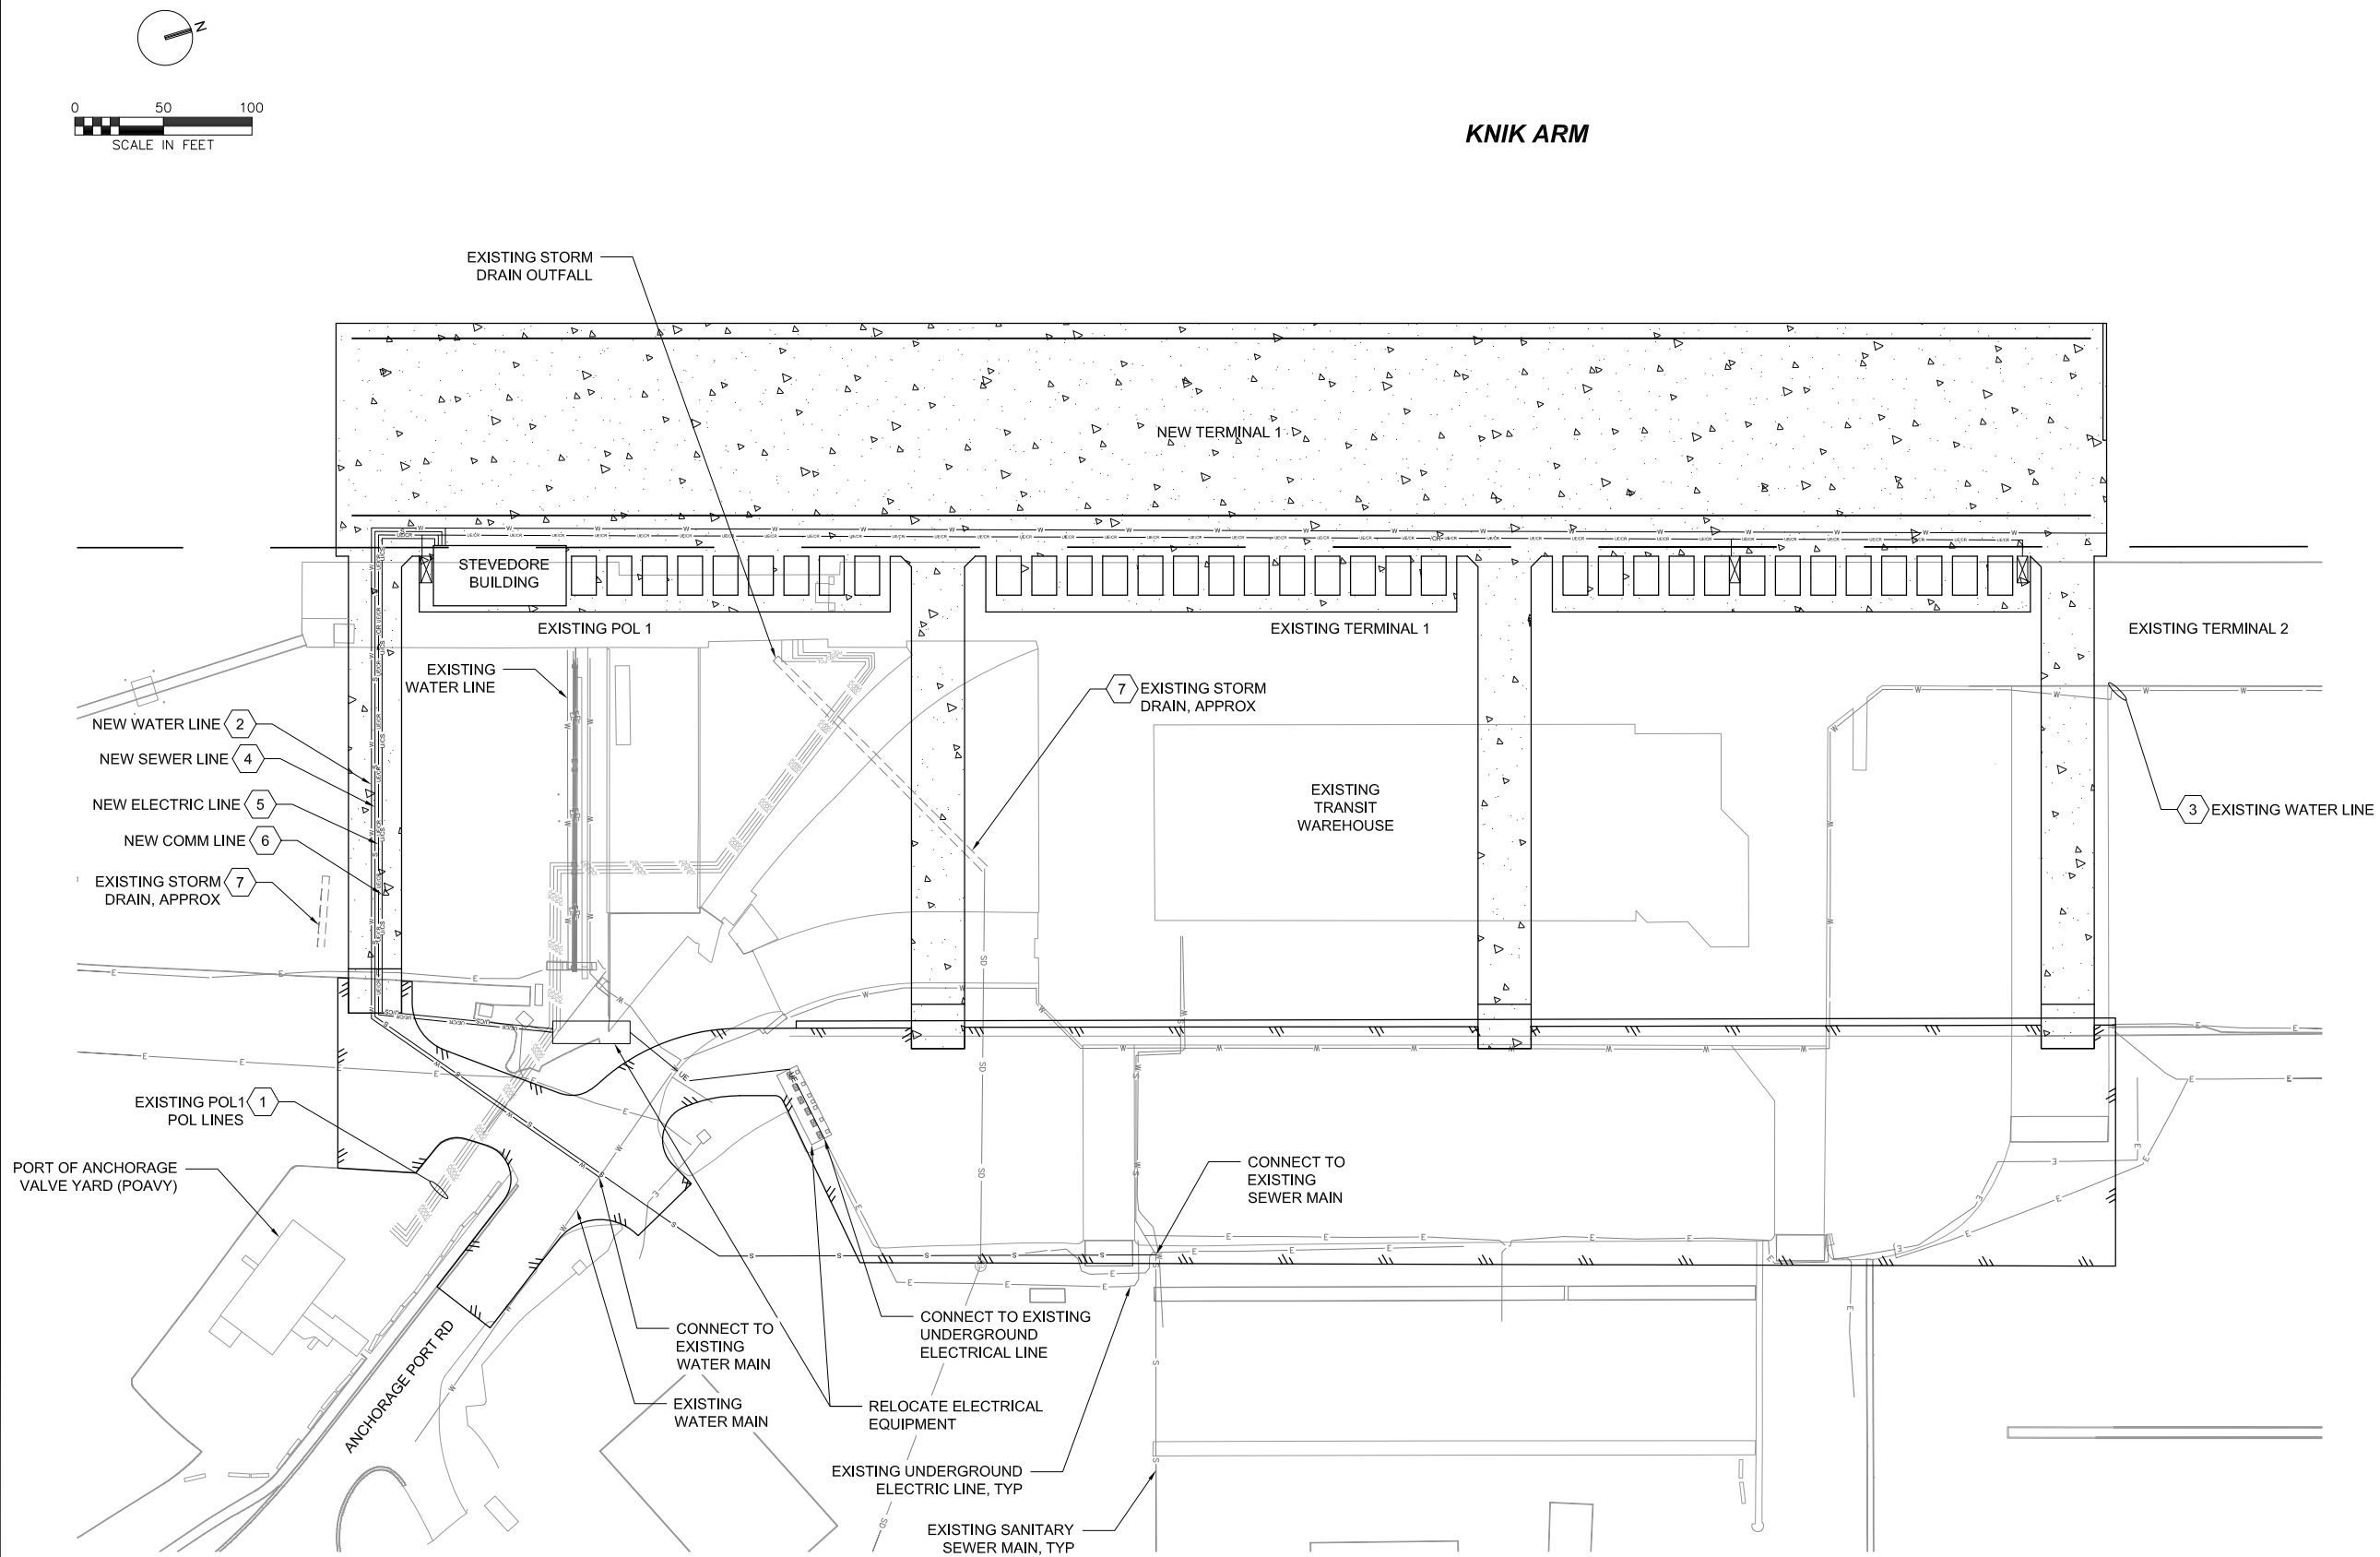 N
0 50 100
SCALE IN FEET
KNIK ARM
EXISTING STORM
DRAIN OUTFALL
NEW TERMINAL 1
STEVEDORE
BUILDING
EXISTING POL 1
EXISTING TERMINAL 1
EXISTING TERMINAL 2
EXISTING
WATER LINE
7 EXISTING STORM
DRAIN, APPROX
NEW WATER LINE 2
NEW SEWER LINE 4
NEW ELECTRIC LINE 5
NEW COMM LINE 6
EXISTING STORM 7
DRAIN, APPROX
EXISTING
TRANSIT
WAREHOUSE
3 EXISTING WATER LINE
EXISTING POL1 1
POL LINES
PORT OF ANCHORAGE
VALVE YARD (POAVY)
CONNECT TO
EXISTING
SEWER MAIN
ANCHORAGE PORT RD
CONNECT TO
EXISTING
WATER MAIN
EXISTING
WATER MAIN
CONNECT TO EXISTING
UNDERGROUND
ELECTRICAL LINE
RELOCATE ELECTRICAL
EQUIPMENT
EXISTING UNDERGROUND
ELECTRIC LINE, TYP
EXISTING SANITARY
SEWER MAIN, TYP